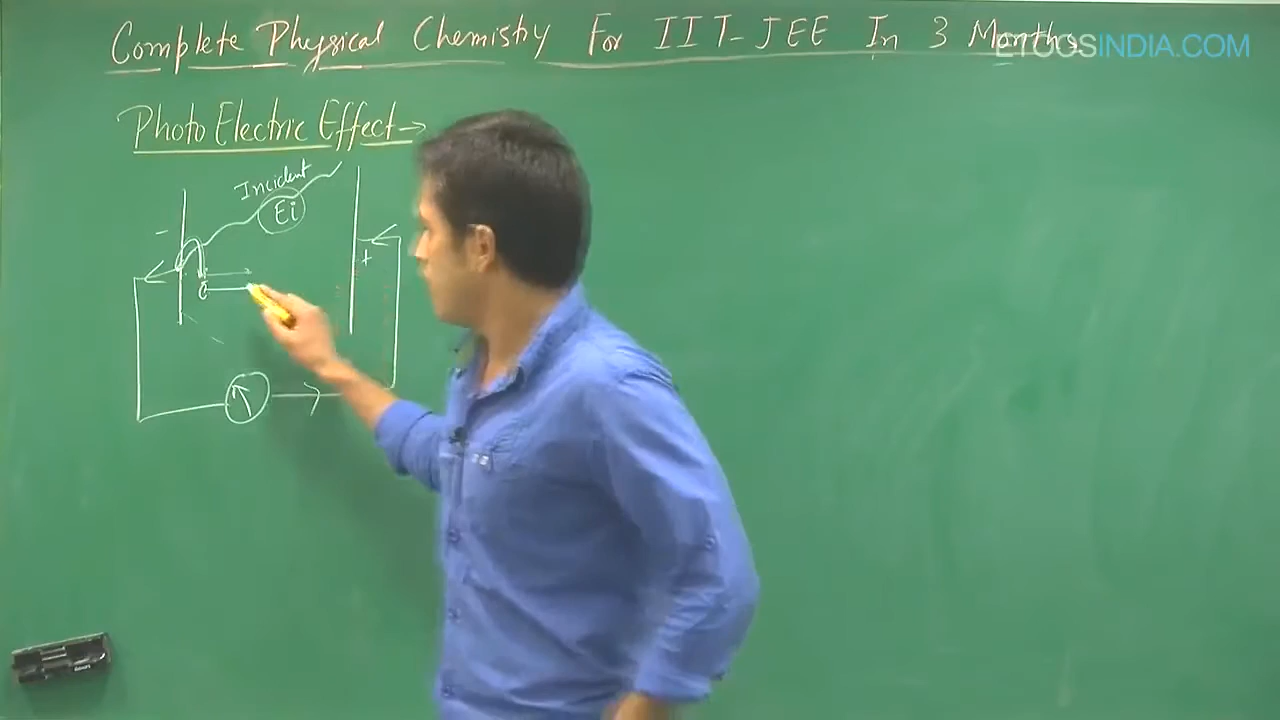 Complete Physical Chemistry For IIT-JEE In 3 Months
ETOOSINDIA.COM
Photo Electric Effect→
Incident
Ei
-
+
e